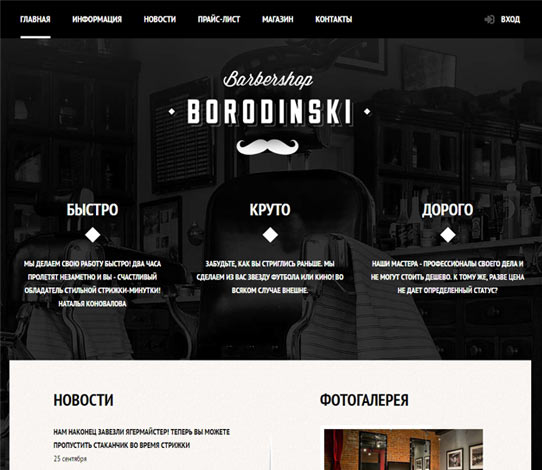 ГЛАВНАЯ ИНФОРМАЦИЯ НОВОСТИ ПРАЙС-ЛИСТ МАГАЗИН КОНТАКТЫ ВХОД
Barbershop
BORODINSKI
БЫСТРО
МЫ ДЕЛАЕМ СВОЮ РАБОТУ БЫСТРО! ДВА ЧАСА
ПРОЛЕТЯТ НЕЗАМЕТНО И ВЫ - СЧАСТЛИВЫЙ
ОБЛАДАТЕЛЬ СТИЛЬНОЙ СТРИЖКИ-МИНУТКИ!
НАТАЛЬЯ КОНОВАЛОВА
КРУТО
ЗАБУДЬТЕ, КАК ВЫ СТРИГЛИСЬ РАНЬШЕ. МЫ
СДЕЛАЕМ ИЗ ВАС ЗВЕЗДУ ФУТБОЛА ИЛИ КИНО! ВО
ВСЯКОМ СЛУЧАЕ ВНЕШНЕ.
ДОРОГО
НАШИ МАСТЕРА - ПРОФЕССИОНАЛЫ СВОЕГО ДЕЛА И
НЕ МОГУТ СТОИТЬ ДЕШЕВО. К ТОМУ ЖЕ, РАЗВЕ ЦЕНА
НЕ ДАЕТ ОПРЕДЕЛЕННЫЙ СТАТУС?
НОВОСТИ
НАМ НАКОНЕЦ ЗАВЕЗЛИ ЯГЕРМАЙСТЕР! ТЕПЕРЬ ВЫ МОЖЕТЕ
ПРОПУСТИТЬ СТАКАНЧИК ВО ВРЕМЯ СТРИЖКИ
25 сентября
ФОТОГАЛЕРЕЯ